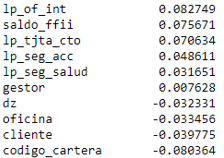 lp_of_int 0.082749
saldo_ffii 0.075671
lp_tjta_cto 0.070634
lp_seg_acc 0.048611
lp_seg_salud 0.031651
gestor 0.007628
dz -0.032331
oficina -0.033456
cliente -0.039775
codigo_cartera -0.080364